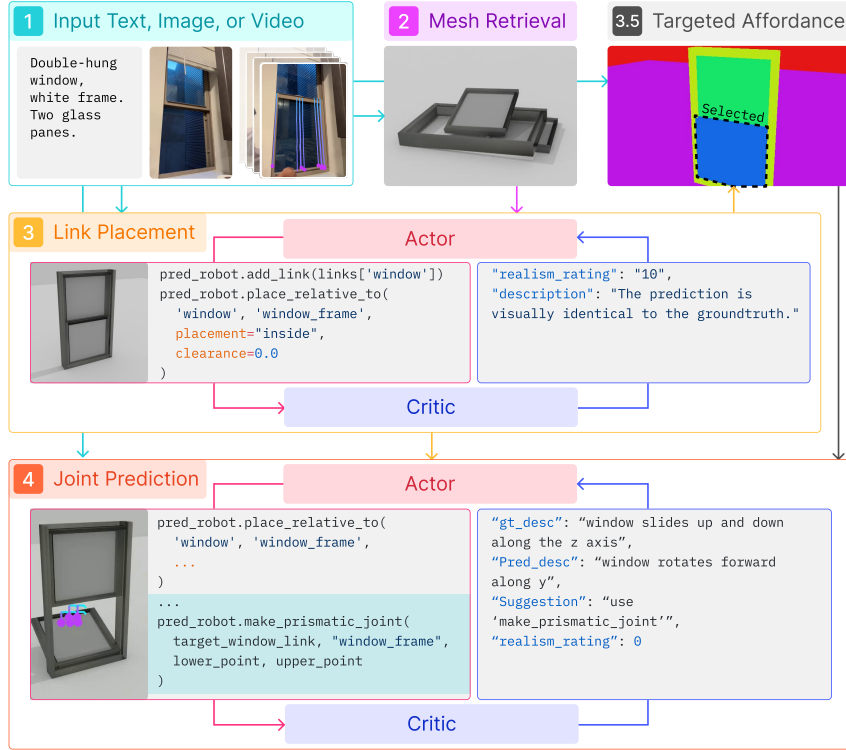 1 Input Text, Image, or Video
Double-hung
window,
white frame.
Two glass
panes.
2 Mesh Retrieval
3.5 Targeted Affordance
Selected
3 Link Placement
Actor
pred_robot.add_link(links['window'])
pred_robot.place_relative_to(
'window', 'window_frame',
placement="inside",
clearance=0.0
)
"realism_rating": "10",
"description": "The prediction is
visually identical to the groundtruth."
Critic
4 Joint Prediction
Actor
pred_robot.place_relative_to(
'window', 'window_frame',
...
)
...
pred_robot.make_prismatic_joint(
target_window_link, "window_frame",
lower_point, upper_point
)
“gt_desc”: “window slides up and down
along the z axis”,
“Pred_desc”: “window rotates forward
along y”,
“Suggestion”: “use
‘make_prismatic_joint’”,
“realism_rating”: 0
Critic